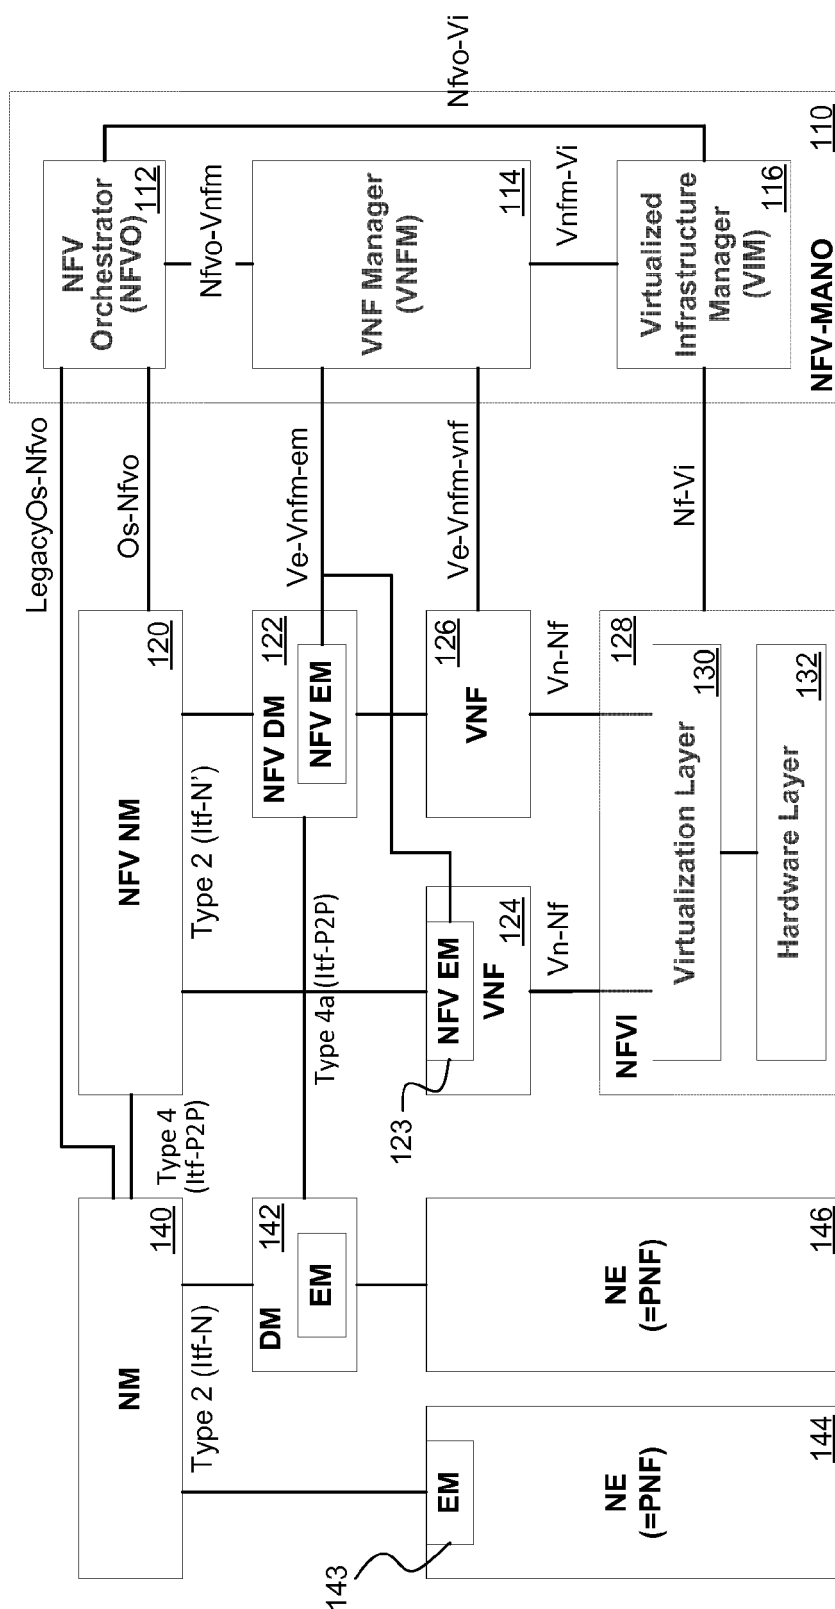 NM
140
Type 2 (Itf-N)
DM
142
EM
EM
143
NE
(=PNF)
144
NE
(=PNF)
146
Type 4
(Itf-P2P)
Type 4a (Itf-P2P)
LegacyOs-Nfvo
Os-Nfvo
NFV NM
120
Type 2 (Itf-N')
NFV DM
122
NFV EM
Ve-Vnfm-em
NFV EM
123
VNF
124
VNF
126
Ve-Vnfm-vnf
Vn-Nf
Vn-Nf
NFVI
128
Virtualization Layer
130
Hardware Layer
132
Nf-Vi
NFV
Orchestrator
(NFVO)
112
Nfvo-Vnfm
Nfvo-Vi
VNF Manager
(VNFM)
114
Vnfm-Vi
Virtualized
Infrastructure
Manager
(VIM)
116
NFV-MANO
110